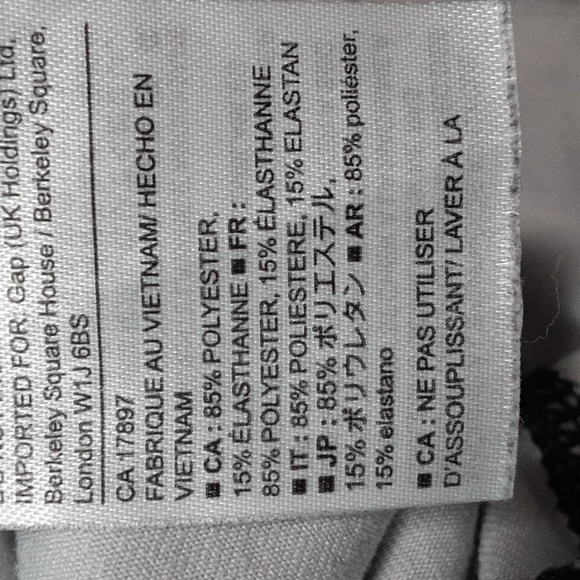 IMPORTED FOR: Gap (UK Holdings) Ltd,
Berkeley Square House / Berkeley Square,
London W1J 6BS
CA 17897
FABRIQUE AU VIETNAM/ HECHO EN
VIETNAM
■ CA : 85% POLYESTER,
15% ÉLASTHANNE ■ FR :
85% POLYESTER, 15% ÉLASTHANNE
■ IT : 85% POLIESTERE, 15% ELASTAN
■ JP : 85% ポリエステル,
15% ポリウレタン ■ AR : 85% poliéster,
15% elastano
■ CA : NE PAS UTILISER
D'ASSOUPLISSANT/ LAVER À LA